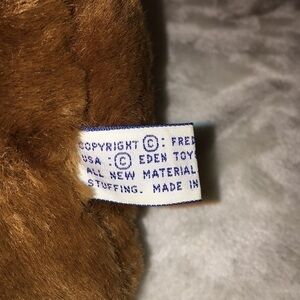 COPYRIGHT ©: FRED
USA :© EDEN TOY
ALL NEW MATERIAL
STUFFING. MADE IN